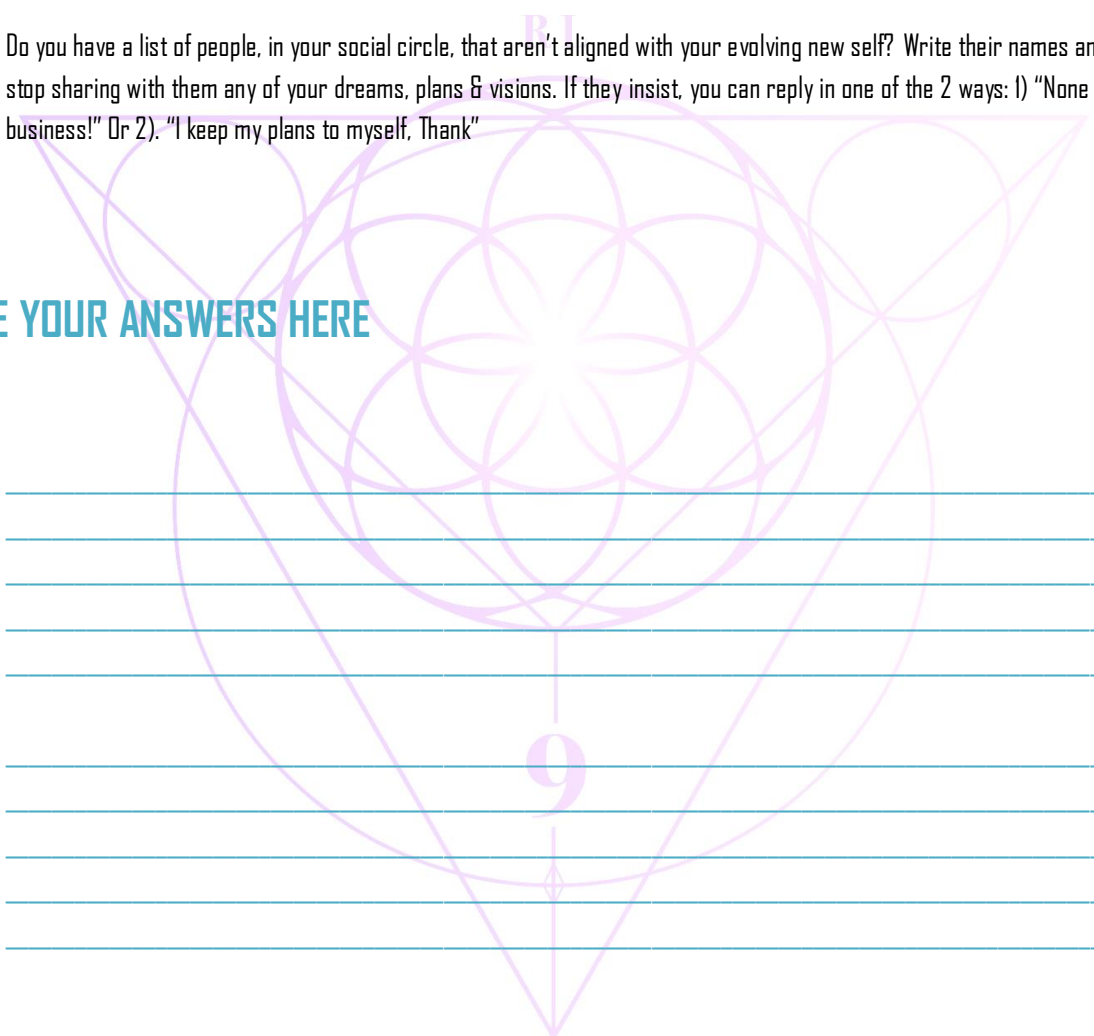 R I
Do you have a list of people, in your social circle, that aren’t aligned with your evolving new self? Write their names
stop sharing with them any of your dreams, plans & visions. If they insist, you can reply in one of the 2 ways: 1) “None
business!” Or 2). “I keep my plans to myself, Thank”
YOUR ANSWERS HERE
9